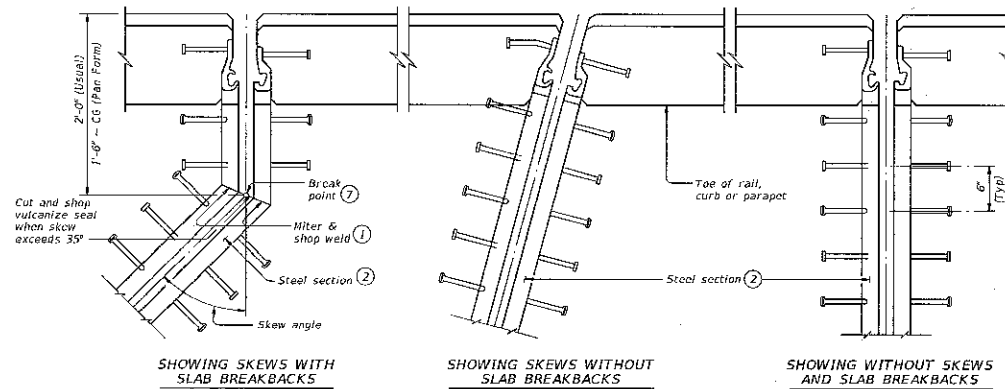 2'-0" (Usual)
1'-6" ~ CG (Pan Form)
Cut and shop
vulcanize seal
when skew
exceeds 35°
Break
point 7
Miter &
shop weld 1
Steel section 2
Skew angle
Toe of rail,
curb or parapet
Steel section 2
6"
(Typ)
SHOWING SKEWS WITH
SLAB BREAKBACKS
SHOWING SKEWS WITHOUT
SLAB BREAKBACKS
SHOWING WITHOUT SKEWS
AND SLAB BREAKBACKS